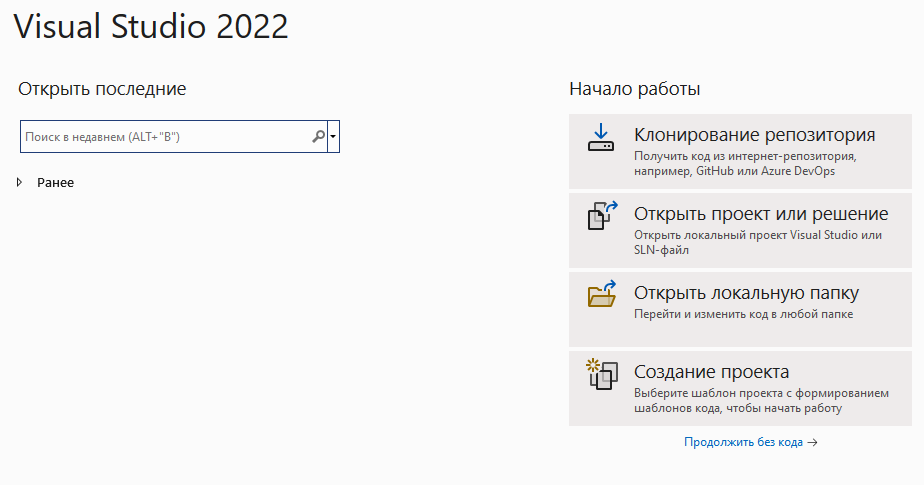 Visual Studio 2022
Открыть последние
Поиск в недавнем (ALT+"B")
Ранее
Начало работы
Клонирование репозитория
Получить код из интернет-репозитория,
например, GitHub или Azure DevOps
Открыть проект или решение
Открыть локальный проект Visual Studio или
SLN-файл
Открыть локальную папку
Перейти и изменить код в любой папке
Создание проекта
Выберите шаблон проекта с формированием
шаблонов кода, чтобы начать работу
Продолжить без кода →